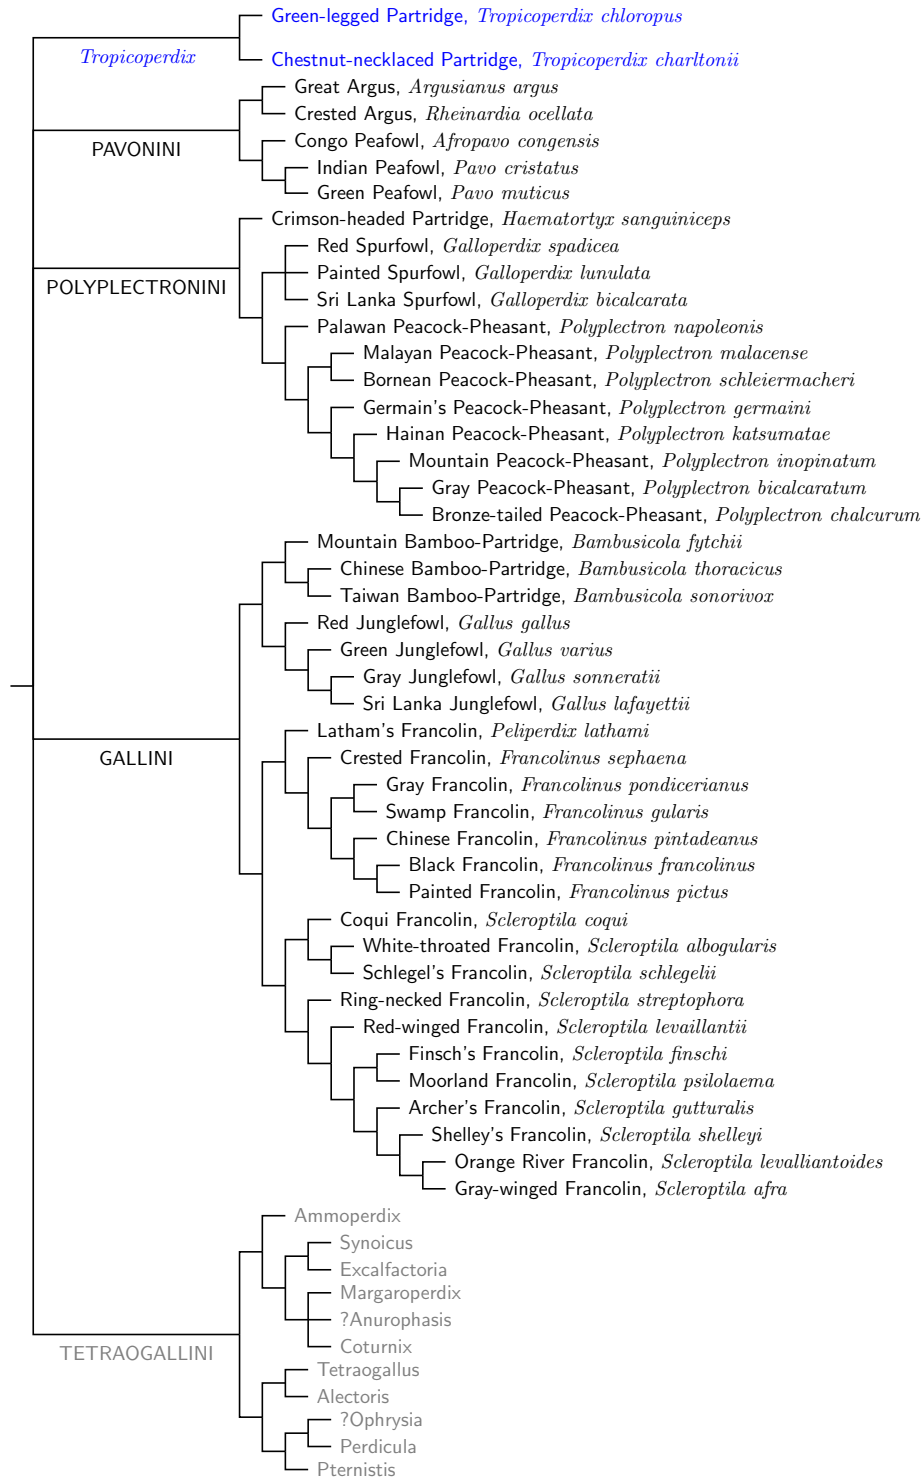 Green-legged Partridge, Tropicoperdix chloropus
Tropicoperdix
Chestnut-necklaced Partridge, Tropicoperdix charltonii
Great Argus, Argusianus argus
Crested Argus, Rheinardia ocellata
PAVONINI
Congo Peafowl, Afropavo congensis
Indian Peafowl, Pavo cristatus
Green Peafowl, Pavo muticus
Crimson-headed Partridge, Haematortyx sanguiniceps
Red Spurfowl, Galloperdix spadicea
Painted Spurfowl, Galloperdix lunulata
POLYPLECTRONINI
Sri Lanka Spurfowl, Galloperdix bicalcarata
Palawan Peacock-Pheasant, Polyplectron napoleonis
Malayan Peacock-Pheasant, Polyplectron malacense
Bornean Peacock-Pheasant, Polyplectron schleiermacheri
Germain's Peacock-Pheasant, Polyplectron germaini
Hainan Peacock-Pheasant, Polyplectron katsumatae
Mountain Peacock-Pheasant, Polyplectron inopinatum
Gray Peacock-Pheasant, Polyplectron bicalcaratum
Bronze-tailed Peacock-Pheasant, Polyplectron chalcurum
Mountain Bamboo-Partridge, Bambusicola fytchii
Chinese Bamboo-Partridge, Bambusicola thoracicus
Taiwan Bamboo-Partridge, Bambusicola sonorivox
Red Junglefowl, Gallus gallus
Green Junglefowl, Gallus varius
Gray Junglefowl, Gallus sonneratii
Sri Lanka Junglefowl, Gallus lafayettii
Latham's Francolin, Peliperdix lathami
GALLINI
Crested Francolin, Francolinus sephaena
Gray Francolin, Francolinus pondicerianus
Swamp Francolin, Francolinus gularis
Chinese Francolin, Francolinus pintadeanus
Black Francolin, Francolinus francolinus
Painted Francolin, Francolinus pictus
Coqui Francolin, Scleroptila coqui
White-throated Francolin, Scleroptila albogularis
Schlegel's Francolin, Scleroptila schlegelii
Ring-necked Francolin, Scleroptila streptophora
Red-winged Francolin, Scleroptila levaillantii
Finsch's Francolin, Scleroptila finschi
Moorland Francolin, Scleroptila psilolaema
Archer's Francolin, Scleroptila gutturalis
Shelley's Francolin, Scleroptila shelleyi
Orange River Francolin, Scleroptila levalliantoides
Gray-winged Francolin, Scleroptila afra
Ammoperdix
Synoicus
Excalfactoria
Margaroperdix
?Anurophasis
Coturnix
TETRAOGALLINI
Tetraogallus
Alectoris
?Ophrysia
Perdicula
Pternistis